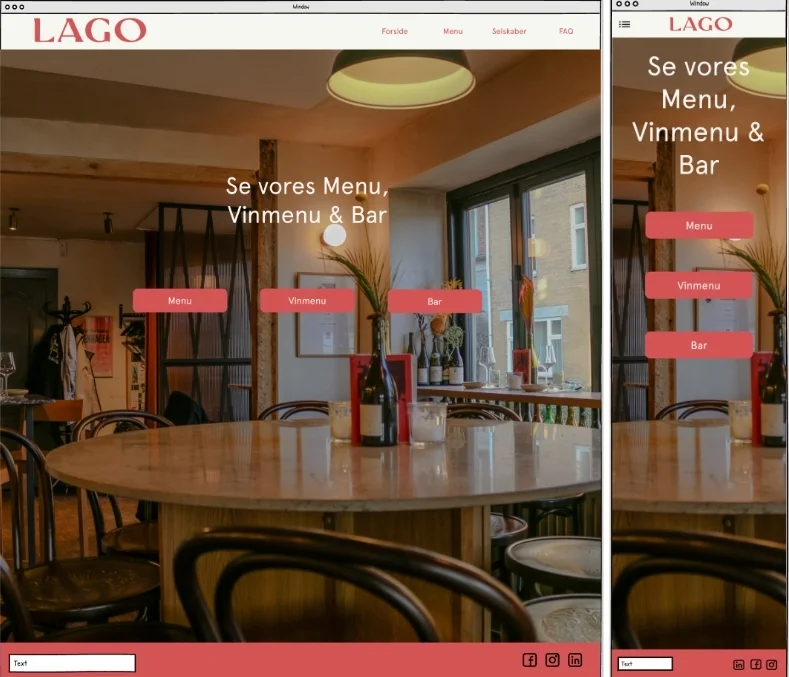 Window
LAGO
Forside
Menu
Selskaber
FAQ
Se vores Menu,
Vinmenu & Bar
Menu
Vinmenu
Bar
Text
Window
LAGO
Se vores
Menu,
Vinmenu &
Bar
Menu
Vinmenu
Bar
Text